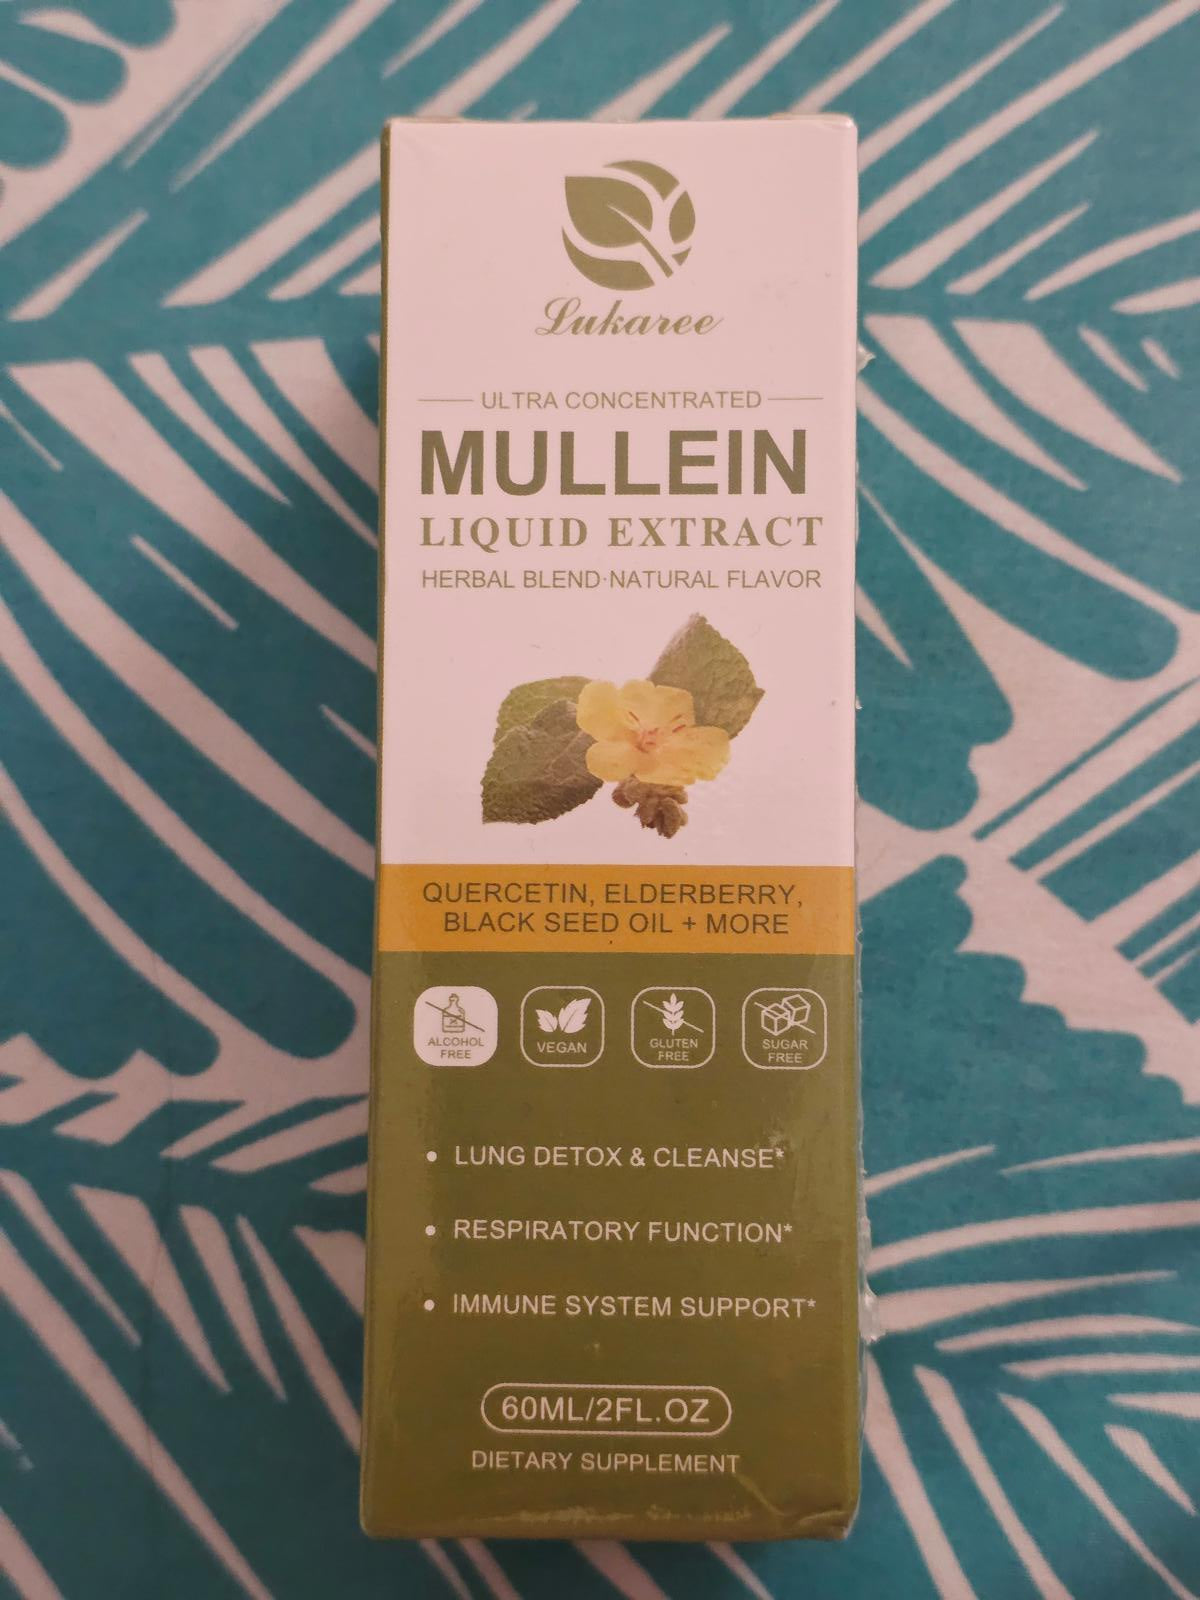 Lukaree
ULTRA CONCENTRATED
MULLEIN
LIQUID EXTRACT
HERBAL BLEND·NATURAL FLAVOR
QUERCETIN, ELDERBERRY,
BLACK SEED OIL + MORE
ALCOHOL
FREE
VEGAN
GLUTEN
FREE
SUGAR
FREE
• LUNG DETOX & CLEANSE*
• RESPIRATORY FUNCTION*
• IMMUNE SYSTEM SUPPORT*
60ML/2FL.OZ
DIETARY SUPPLEMENT